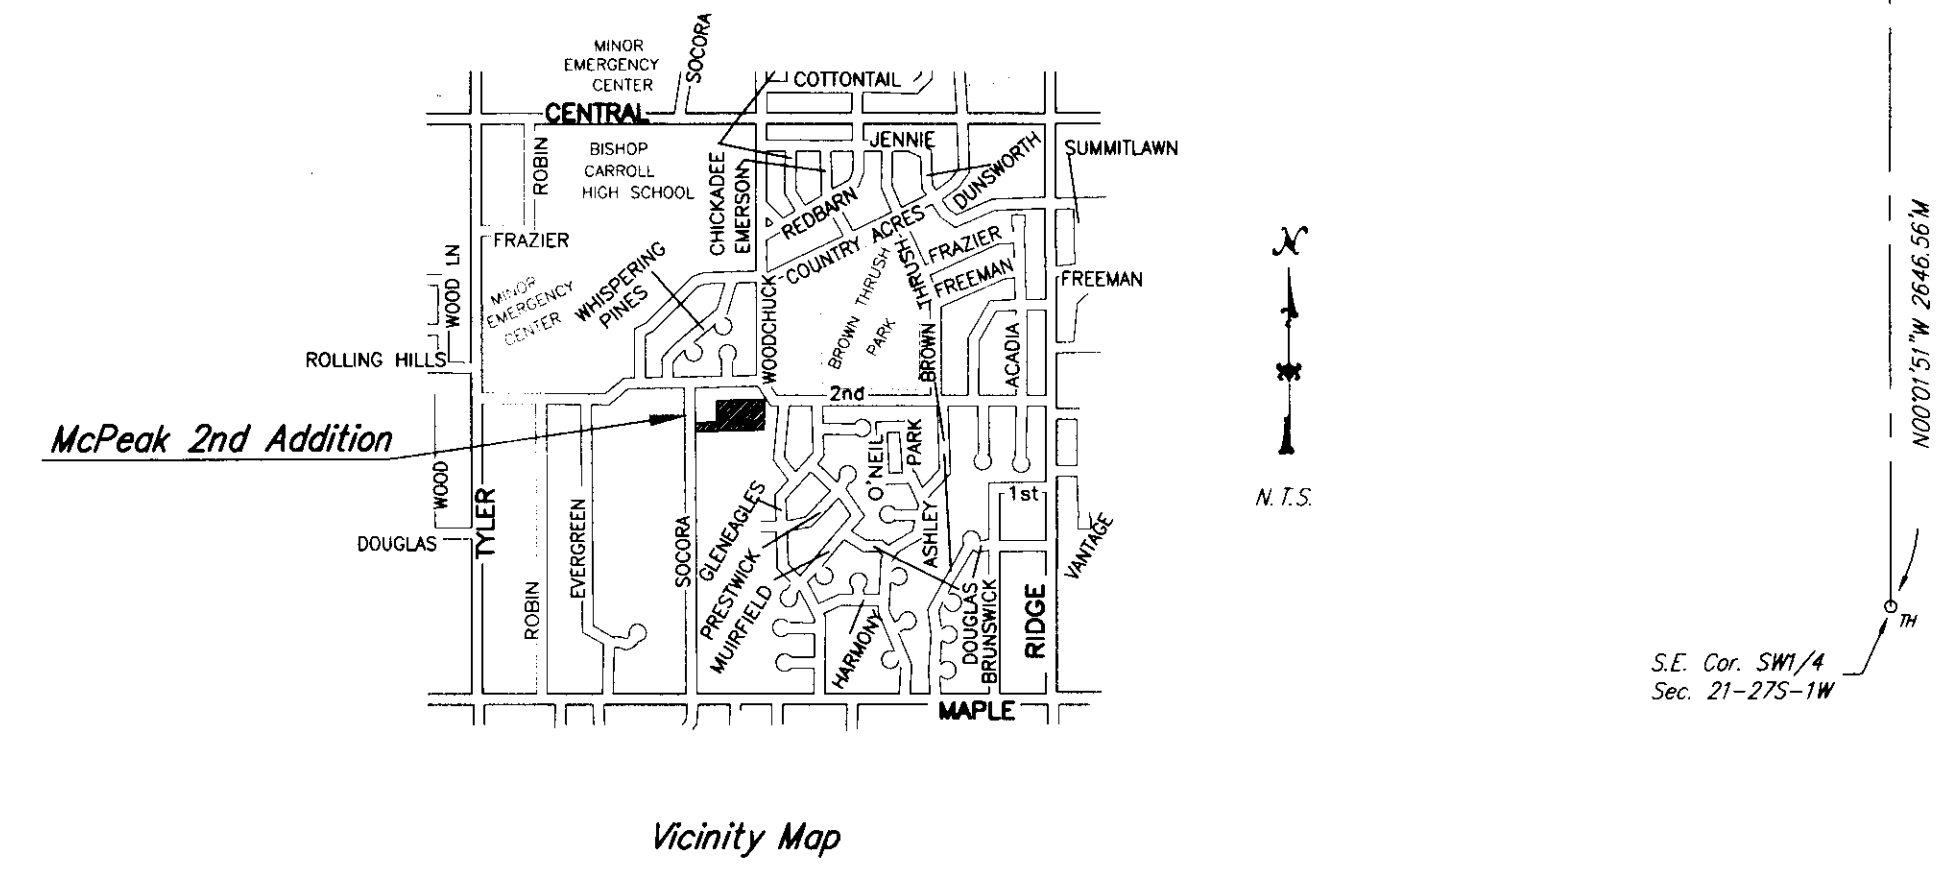 SOCORA
MINOR
EMERGENCY
CENTER
COTTONTAIL
CENTRAL
JENNIE
SUMMITLAWN
ROBIN
BISHOP
CARROLL
HIGH SCHOOL
CHICKADEE
EMERSON
REDBARN
DUNSWORTH
COUNTRY ACRES
FRAZIER
WOOD LN
MINOR
EMERGENCY
CENTER
WHISPERING
PINES
WOODCHUCK
BROWN THRUSH
PARK
BROWN THRUSH
FRAZIER
FREEMAN
FREEMAN
ACADIA
ROLLING HILLS
2nd
McPeak 2nd Addition
WOOD
TYLER
DOUGLAS
EVERGREEN
ROBIN
SOCORA
GLENEAGLES
PRESTWICK
MUIRFIELD
O'NEIL
PARK
ASHLEY
1st
VANTAGE
HARMONY
DOUGLAS
BRUNSWICK
RIDGE
MAPLE
Vicinity Map
N
N.T.S.
N00°01'51"W 2646.56'M
TH
S.E. Cor. SW1/4
Sec. 21-27S-1W